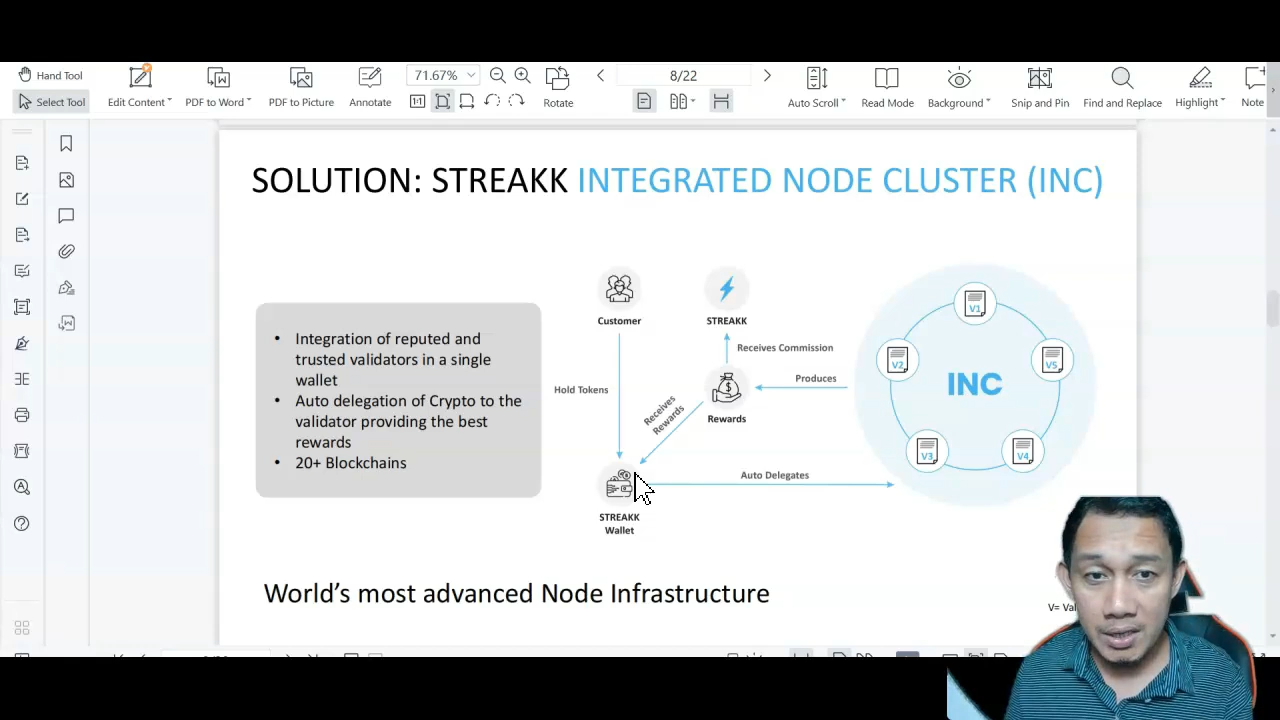 Hand Tool
Select Tool
Edit Content
PDF to Word
PDF to Picture
Annotate
71.67%
8/22
Rotate
Auto Scroll
Read Mode
Background
Snip and Pin
Find and Replace
Highlight
Note
SOLUTION: STREAKK INTEGRATED NODE CLUSTER (INC)
• Integration of reputed and
trusted validators in a single
wallet
• Auto delegation of Crypto to the
validator providing the best
rewards
• 20+ Blockchains
Customer
STREAKK
Receives Commission
Hold Tokens
Produces
Receives
Rewards
Rewards
Auto Delegates
STREAKK
Wallet
V1
V2
V5
INC
V3
V4
World's most advanced Node Infrastructure
V=